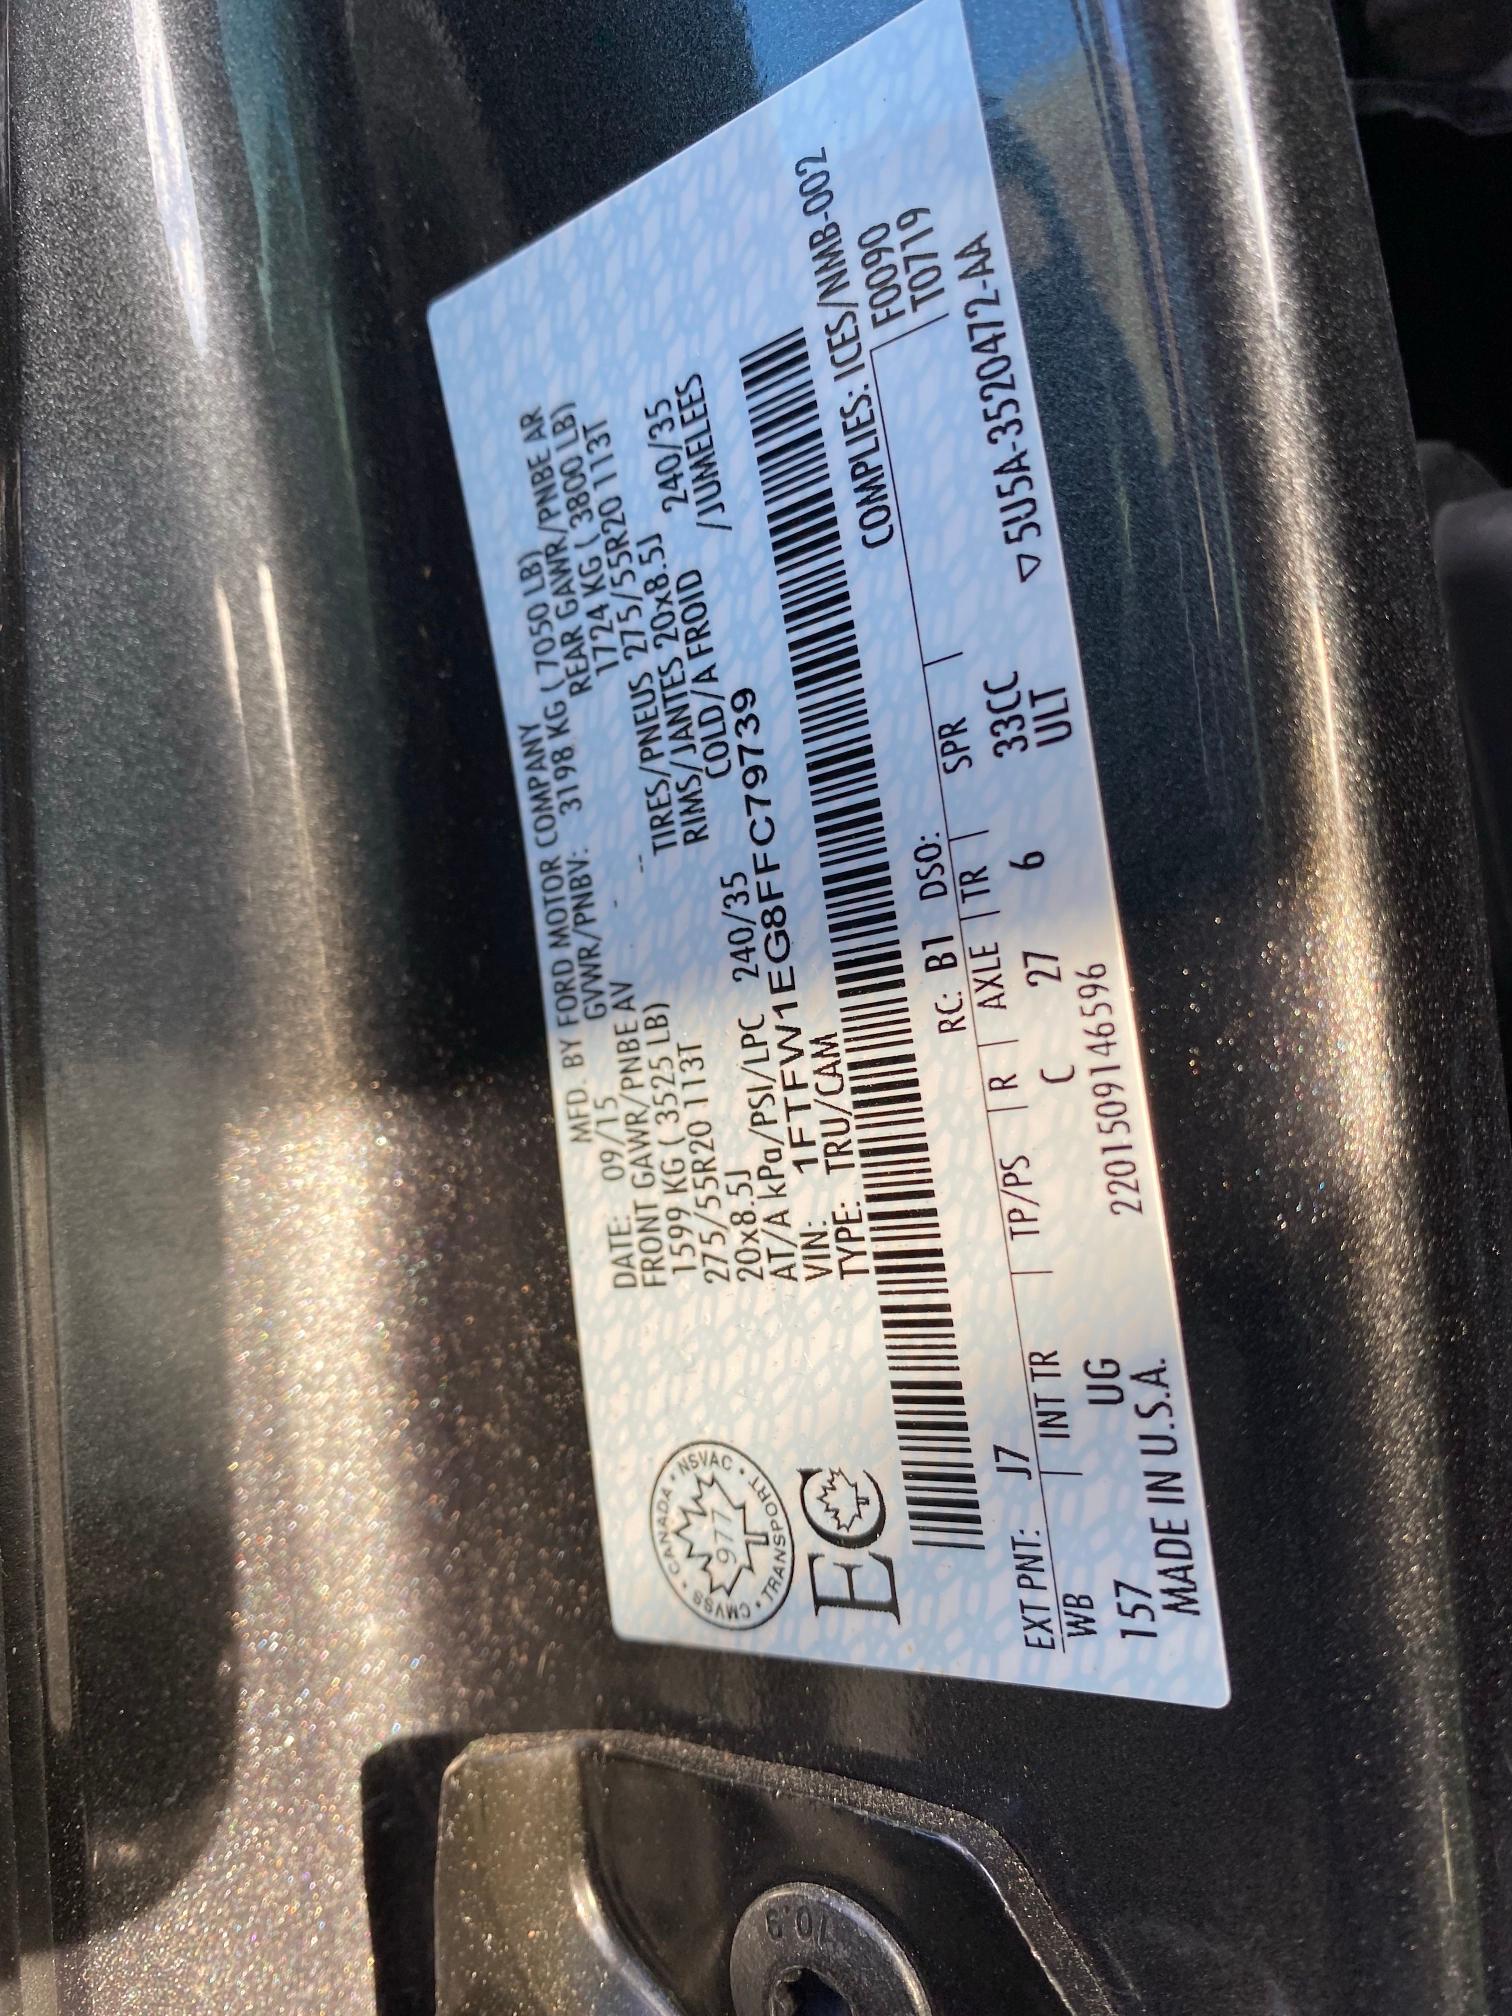 MFD. BY FORD MOTOR COMPANY
DATE: 09/15 GVWR/PNBV: 3198 KG ( 7050 LB)
FRONT GAWR/PNBE AV REAR GAWR/PNBE AR
1599 KG ( 3525 LB) 1724 KG ( 3800 LB)
275/55R20 113T TIRES/PNEUS 275/55R20 113T
20x8.5J RIMS/JANTES 20x8.5J
AT/A kPa/PSI/LPC 240/35 COLD/A FROID 240/35
VIN: 1FTFW1EG8FFC79739 /JUMELEES
TYPE: TRU/CAM
COMPLIES: ICES/NMB-002
CANADA • NSVAC • TRANSPORT • CMVSS •
977
EC
F0090
T0719
RC: B1 DSO:
EXT PNT: J7
WB INT TR TP/PS R AXLE TR SPR
157 UG C 27 6 33CC
ULT
MADE IN U.S.A. 2201509146596 ▽5U5A-3520472-AA
10.9